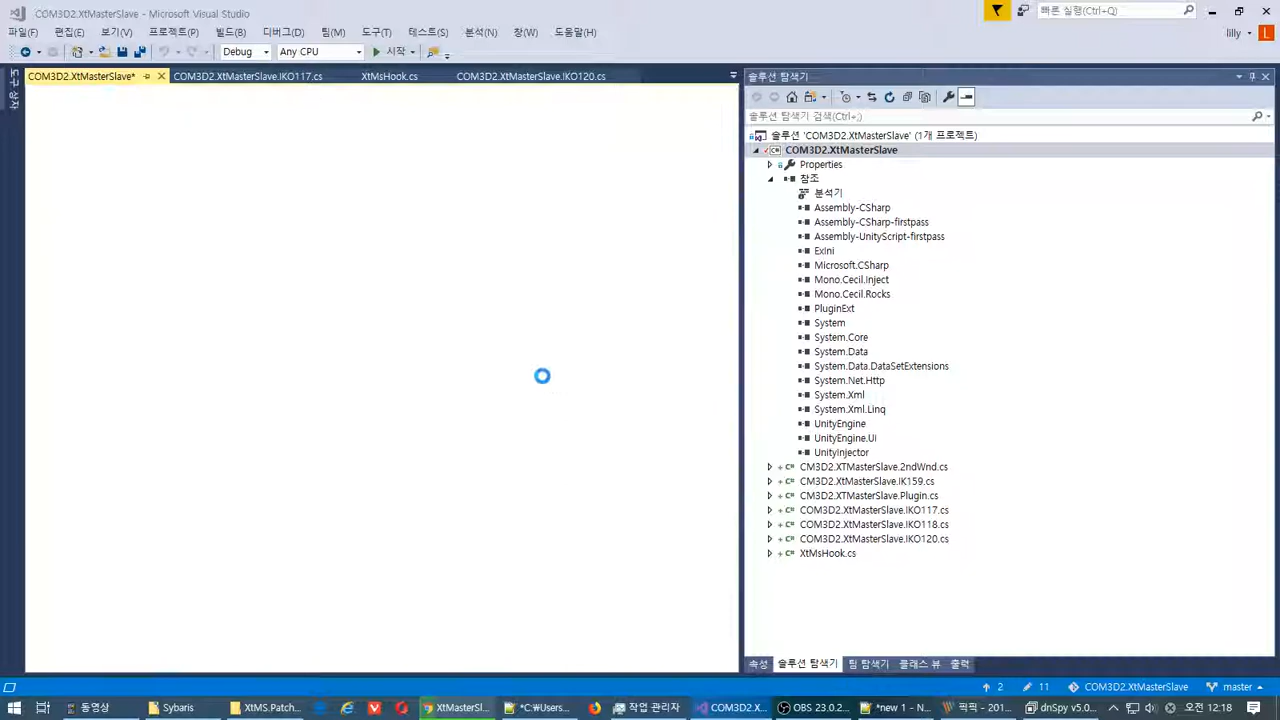 COM3D2.XtMasterSlave - Microsoft Visual Studio
빠른 실행(Ctrl+Q)
파일(F) 편집(E) 보기(V) 프로젝트(P) 빌드(B) 디버그(D) 팀(M) 도구(T) 테스트(S) 분석(N) 창(W) 도움말(H)
lilly L
Debug Any CPU 시작
COM3D2.XtMasterSlave* COM3D2.XtMasterSlave.IKO117.cs XtMsHook.cs COM3D2.XtMasterSlave.IKO120.cs
솔루션 탐색기
도구 상자
솔루션 탐색기 검색(Ctrl+;)
솔루션 'COM3D2.XtMasterSlave' (1개 프로젝트)
COM3D2.XtMasterSlave
Properties
참조
분석기
Assembly-CSharp
Assembly-CSharp-firstpass
Assembly-UnityScript-firstpass
ExIni
Microsoft.CSharp
Mono.Cecil.Inject
Mono.Cecil.Rocks
PluginExt
System
System.Core
System.Data
System.Data.DataSetExtensions
System.Net.Http
System.Xml
System.Xml.Linq
UnityEngine
UnityEngine.UI
UnityInjector
CM3D2.XTMasterSlave.2ndWnd.cs
COM3D2.XtMasterSlave.IK159.cs
CM3D2.XTMasterSlave.Plugin.cs
COM3D2.XtMasterSlave.IKO117.cs
COM3D2.XtMasterSlave.IKO118.cs
COM3D2.XtMasterSlave.IKO120.cs
XtMsHook.cs
속성 솔루션 탐색기 팀 탐색기 클래스 뷰 출력
2 11 COM3D2.XtMasterSlave master
동영상 Sybaris XTMS.Patch... XtMasterSl... *C:\Users... 작업 관리자 COM3D2.X... OBS 23.0.2... *new 1 - N... 픽픽 - [이... dnSpy v5.0... 오전 12:18